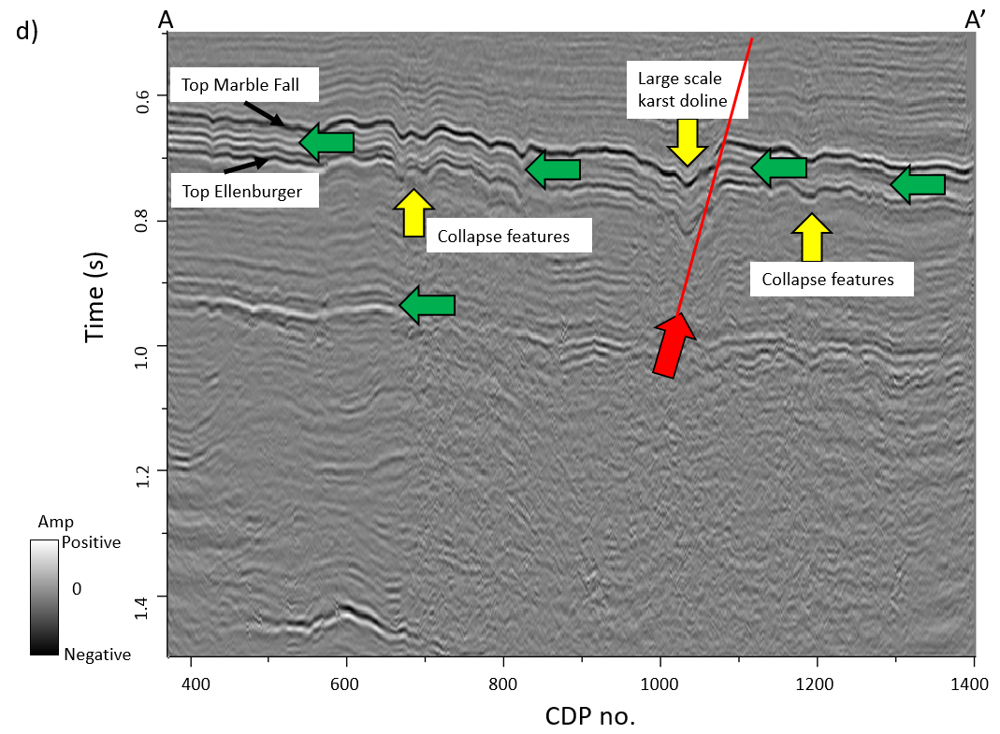 d)
A
A’
Top Marble Fall
Large scale
karst doline
Top Ellenburger
Collapse features
Collapse features
Time (s)
0.6
0.8
1.0
1.2
1.4
Amp
Positive
0
Negative
400
600
800
1000
1200
1400
CDP no.